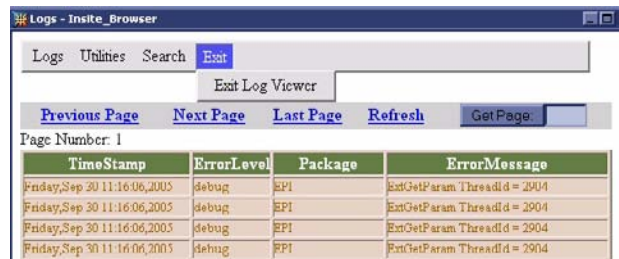 Logs - Insite_Browser
Logs Utilities Search Exit
Exit Log Viewer
Previous Page Next Page Last Page Refresh Get Page:
Page Number: 1
TimeStamp ErrorLevel Package ErrorMessage
Friday,Sep 30 11:16:06,2005 debug EPI ExtGetParam ThreadId = 2904
Friday,Sep 30 11:16:06,2005 debug EPI ExtGetParam ThreadId = 2904
Friday,Sep 30 11:16:06,2005 debug EPI ExtGetParam ThreadId = 2904
Friday,Sep 30 11:16:06,2005 debug EPI ExtGetParam ThreadId = 2904